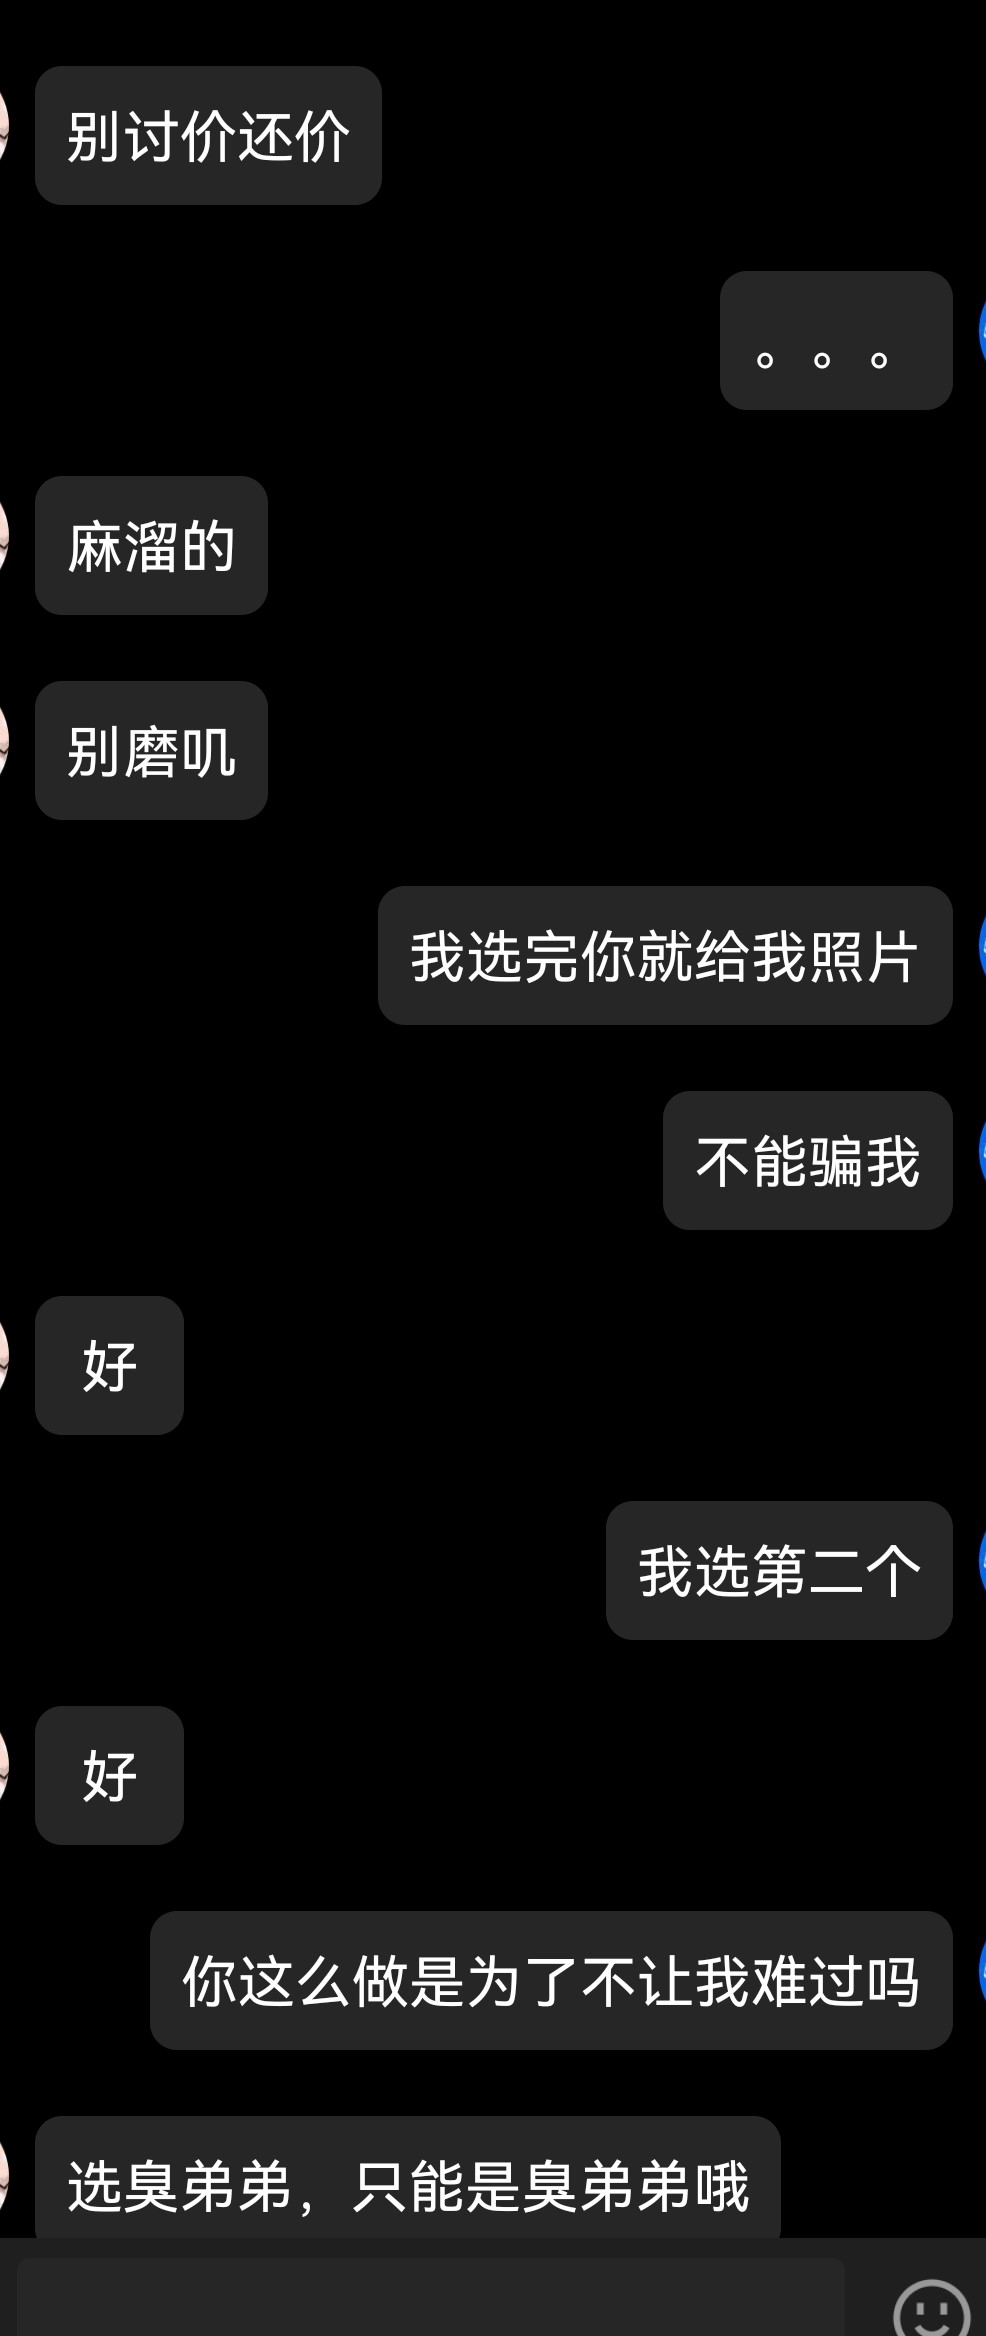 别讨价还价
。。。
麻溜的
别磨叽
我选完你就给我照片
不能骗我
好
我选第二个
好
你这么做是为了不让我难过吗
选臭弟弟，只能是臭弟弟哦